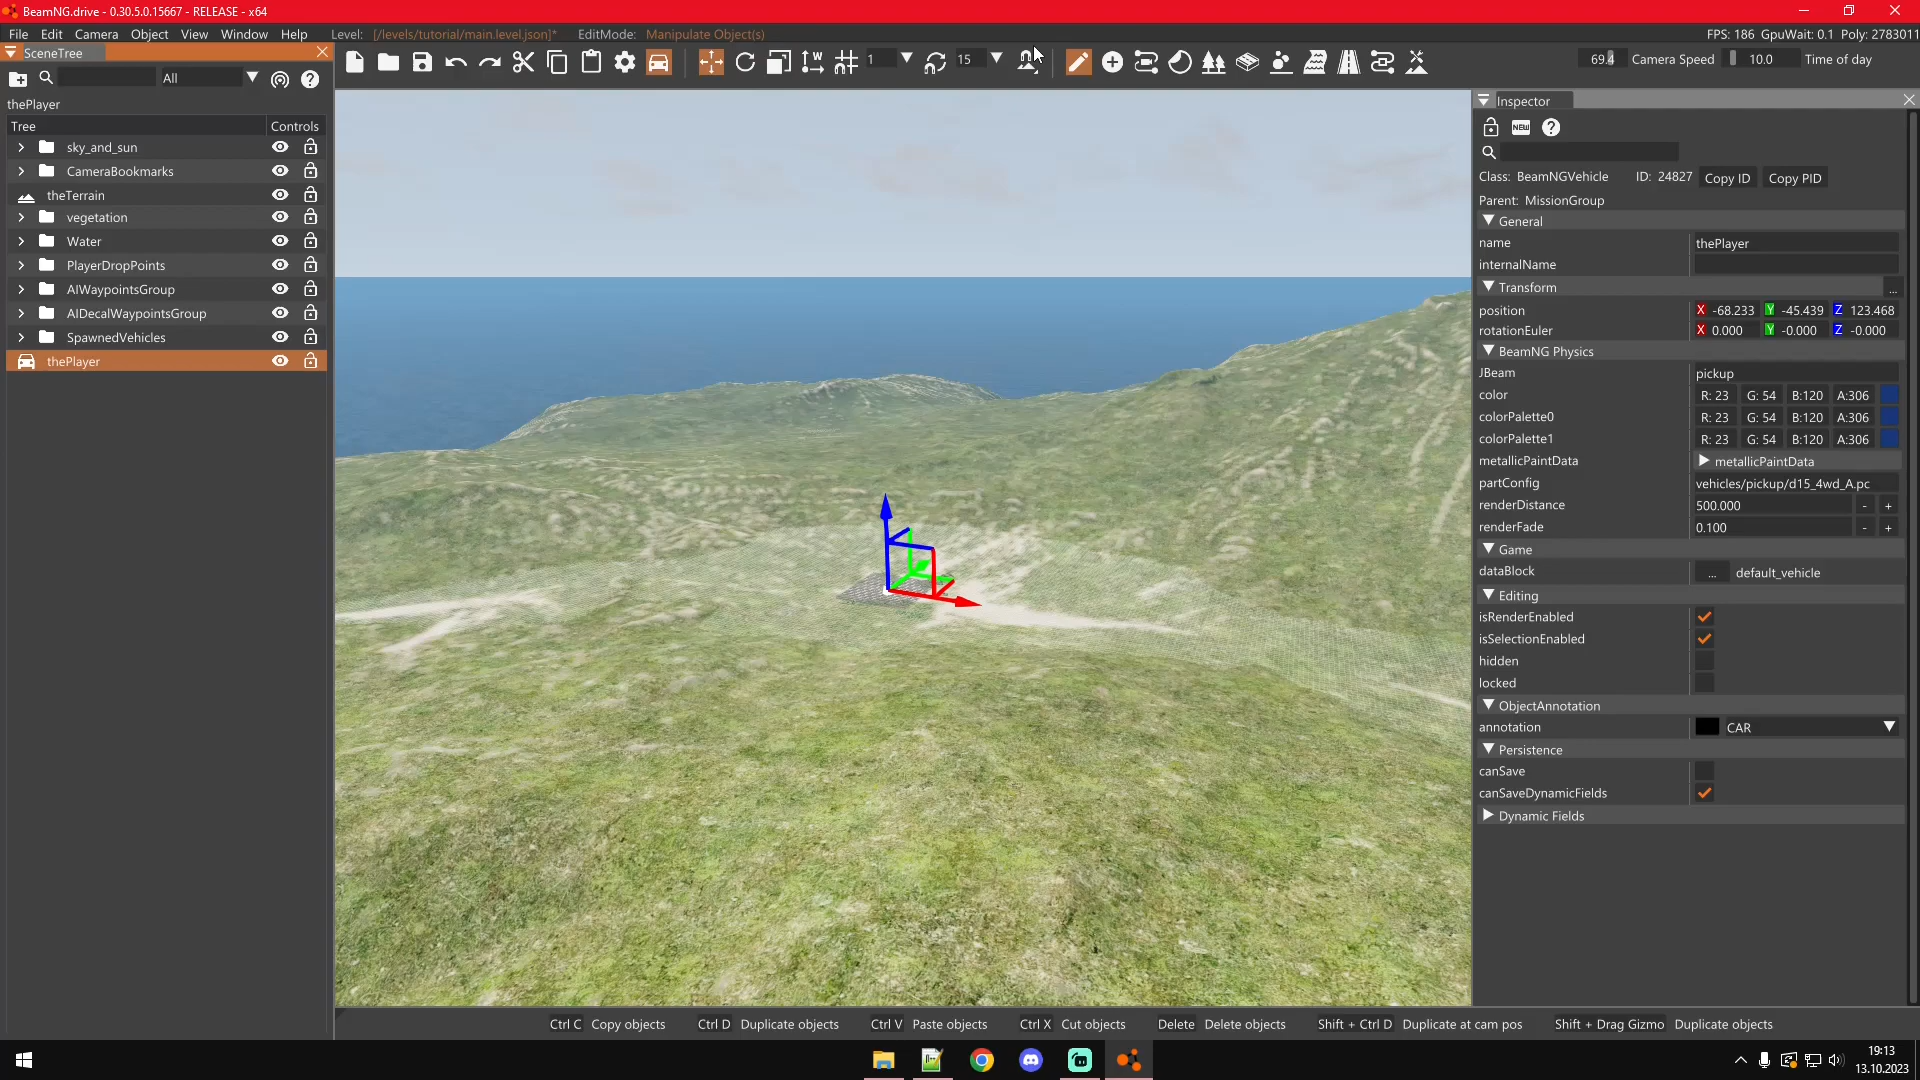 BeamNG.drive - 0.30.5.0.15667 - RELEASE - x64
File Edit Camera Object View Window Help Level: [/levels/tutorial/main.level.json]* EditMode: Manipulate Object(s)
FPS: 186 GpuWait: 0.1 Poly: 2783011
SceneTree
1 15
69.4 Camera Speed 10.0 Time of day
All
thePlayer
Tree Controls
sky_and_sun
CameraBookmarks
theTerrain
vegetation
Water
PlayerDropPoints
AIWaypointsGroup
AIDecalWaypointsGroup
SpawnedVehicles
thePlayer
Inspector
NEW
Class: BeamNGVehicle ID: 24827 Copy ID Copy PID
Parent: MissionGroup
General
name thePlayer
internalName
Transform ...
position X -68.233 Y -45.439 Z 123.468
rotationEuler X 0.000 Y -0.000 Z -0.000
BeamNG Physics
JBeam pickup
color R: 23 G: 54 B:120 A:306
colorPalette0 R: 23 G: 54 B:120 A:306
colorPalette1 R: 23 G: 54 B:120 A:306
metallicPaintData metallicPaintData
partConfig vehicles/pickup/d15_4wd_A.pc
renderDistance 500.000 - +
renderFade 0.100 - +
Game
dataBlock ... default_vehicle
Editing
isRenderEnabled
isSelectionEnabled
hidden
locked
ObjectAnnotation
annotation CAR
Persistence
canSave
canSaveDynamicFields
Dynamic Fields
Ctrl C Copy objects Ctrl D Duplicate objects Ctrl V Paste objects Ctrl X Cut objects Delete Delete objects Shift + Ctrl D Duplicate at cam pos Shift + Drag Gizmo Duplicate objects
19:13
13.10.2023